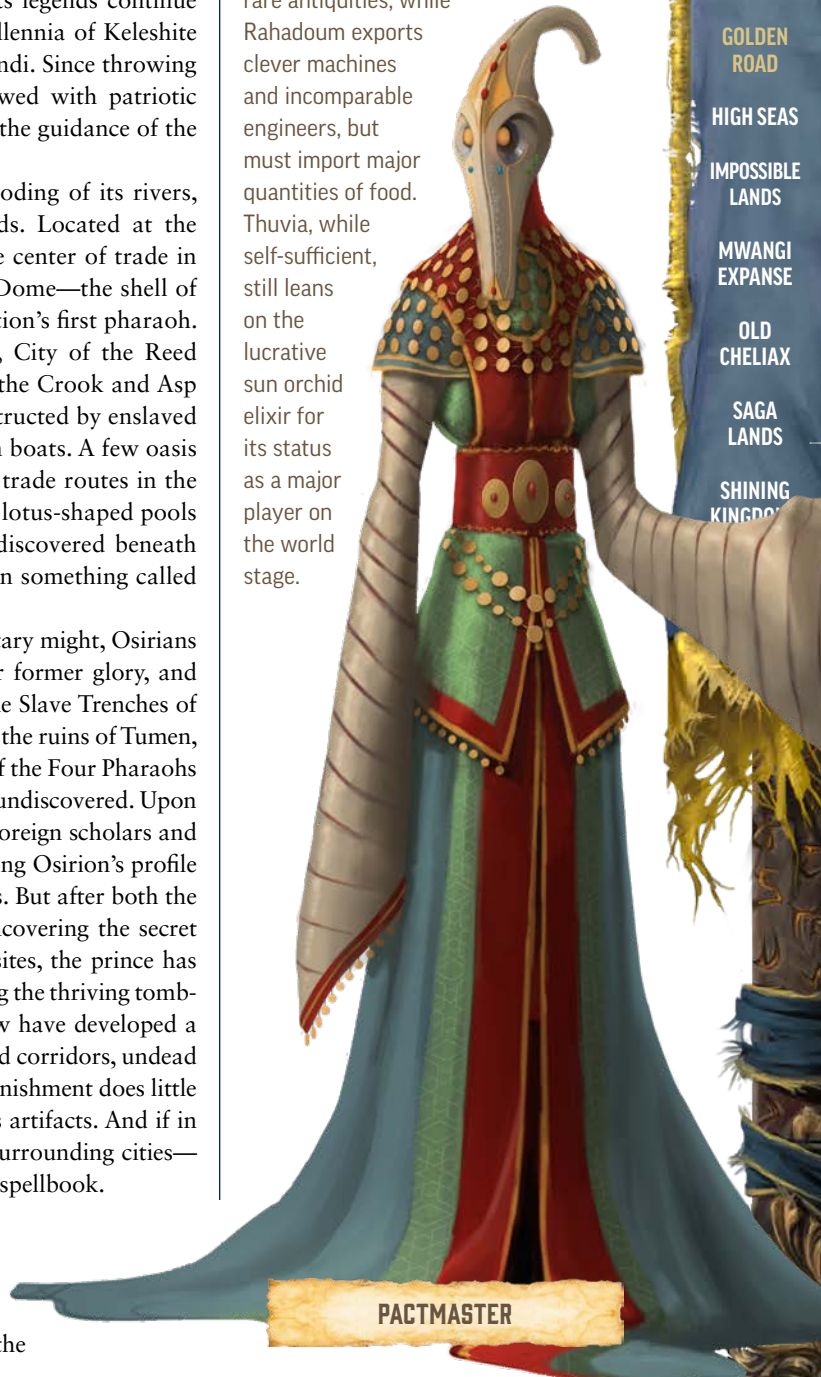 ts legends continue
llennia of Keleshite
ndi. Since throwing
wed with patriotic
the guidance of the
oding of its rivers,
ds. Located at the
e center of trade in
Dome—the shell of
tion's first pharaoh.
, City of the Reed
the Crook and Asp
tructed by enslaved
n boats. A few oasis
trade routes in the
lotus-shaped pools
discovered beneath
n something called
tary might, Osirians
r former glory, and
e Slave Trenches of
the ruins of Tumen,
f the Four Pharaohs
undiscovered. Upon
oreign scholars and
ng Osirion's profile
s. But after both the
covering the secret
sites, the prince has
g the thriving tomb-
w have developed a
d corridors, undead
nishment does little
s artifacts. And if in
urrounding cities—
spellbook.
the
rare antiquities, while
Rahadoum exports
clever machines
and incomparable
engineers, but
must import major
quantities of food.
Thuvia, while
self-sufficient,
still leans
on the
lucrative
sun orchid
elixir for
its status
as a major
player on
the world
stage.
PACTMASTER
GOLDEN
ROAD
HIGH SEAS
IMPOSSIBLE
LANDS
MWANGI
EXPANSE
OLD
CHELIAX
SAGA
LANDS
SHINING
KINGDO